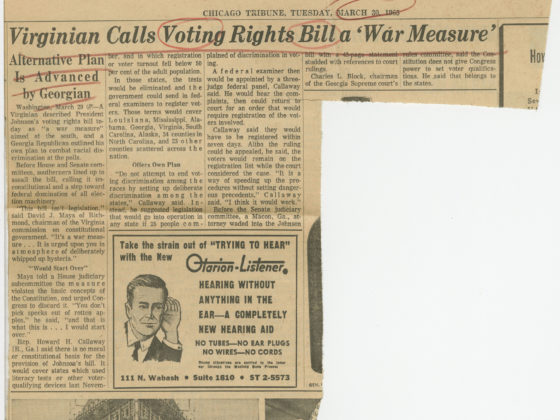 CHICAGO TRIBUNE, TUESDAY, MARCH 30, 1965
Virginian Calls Voting Rights Bill a 'War Measure'
Alternative Plan
Is Advanced
by Georgian
Washington, March 29 (P)—A
Virginian described President
Johnson's voting rights bill to-
day as "a war measure"
aimed at the south, and a
Georgia Republican outlined his
own plan to combat racial dis-
crimination at the polls.
Before House and Senate com-
mittees, southerners lined up to
assail the bill, calling it un-
constitutional and a step toward
federal domination of all elec-
tion machinery.
"This bill isn't legislation,"
said David J. Mays of Rich-
mond, chairman of the Virginia
commission on constitutional
government. "It's a war meas-
ure . . . It is urged upon you in
atmosphere of deliberately
whipped up hysteria."
"Would Start Over"
Mays told a House judiciary
subcommittee the measure
violates the basic concepts of
the Constitution, and urged Con-
gress to discard it. "You don't
pick specks out of rotten ap-
ples," he said, "and that is
what this is . . . I would start
over."
Rep. Howard H. Callaway
[R., Ga.] said there is no moral
or constitutional basis for the
provision of Johnson's bill. It
would cover states which used
literacy tests or other voter-
qualifying devices last Novem-
ber, and in which registration
or voter turnout fell below 50
per cent of the adult population.
In those states, the tests
would be eliminated and the
government could send in fed-
eral examiners to register vot-
ers. Those terms would cover
Louisiana, Mississippi, Ala-
bama, Georgia, Virginia, South
Carolina, Alaska, 34 counties in
North Carolina, and 23 other
counties scattered across the
nation.
Offers Own Plan
"Do not attempt to end vot-
ing discrimination among the
races by setting up deliberate
discrimination among the
states," Callaway said. In-
stead, he suggested legislation
that would go into operation in
any state if 25 people com-
plained of discrimination in vot-
ing.
A federal examiner then
would be appointed by a three-
judge federal panel, Callaway
said. He would hear the com-
plaints, then could return to
court for an order that would
require registration of the vot-
ers involved.
Callaway said they would
have to be registered within
seven days. Altho the ruling
could be appealed, he said, the
voters would remain on the
registration list while the court
considered the case. "It is a
way of speeding up the pro-
cedures without setting danger-
ous precedents," Callaway
said. "I think it would work."
Before the Senate judiciary
committee, a Macon, Ga., at-
torney waded into the Johnson
bill with a 45-page statement
studded with references to court
rulings.
Charles L. Bloch, chairman
of the Georgia Supreme court's
rules committee, said the Con-
stitution does not give Congress
power to set voter qualifica-
tions. He said that belongs to
the states.
Take the strain out of "TRYING TO HEAR"
with the New
Otarion-Listener
HEARING WITHOUT
ANYTHING IN THE
EAR—A COMPLETELY
NEW HEARING AID
NO TUBES—NO EAR PLUGS
NO WIRES—NO CORDS
111 N. Wabash • Suite 1810 • ST 2-5573
How